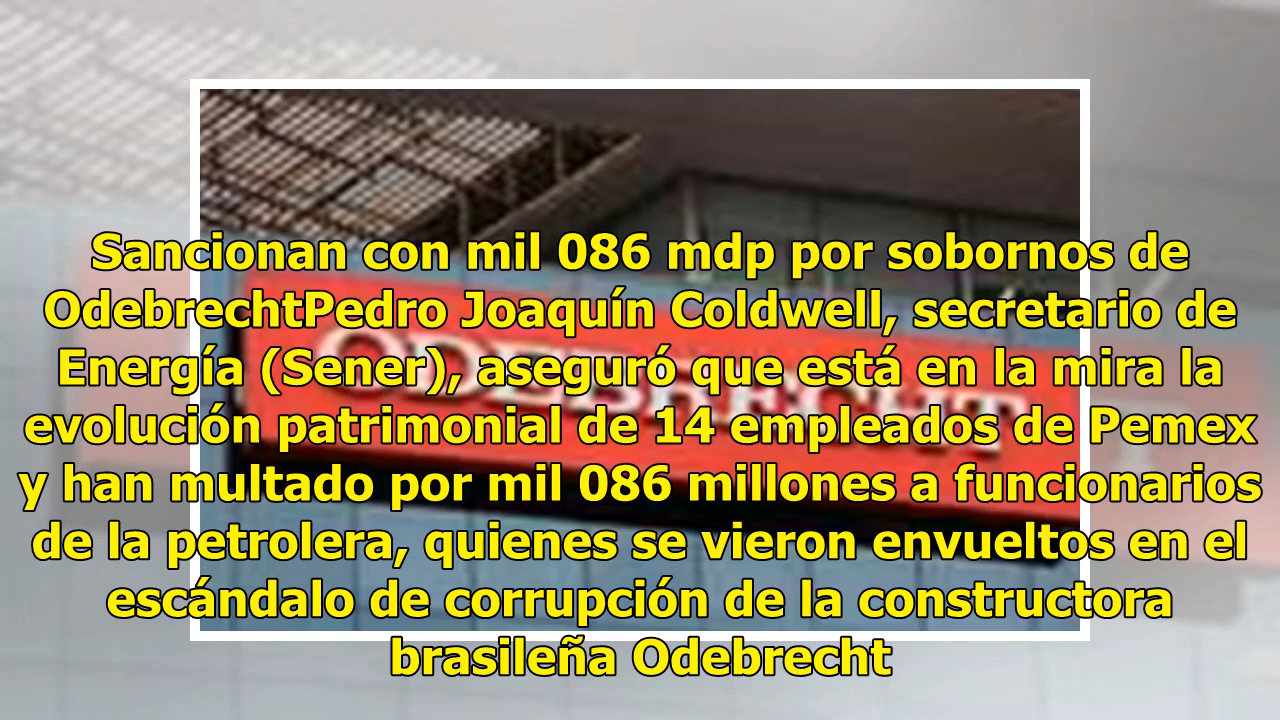 Sancionan con mil 086 mdp por sobornos de
OdebrechtPedro Joaquín Coldwell, secretario de
Energía (Sener), aseguró que está en la mira la
evolución patrimonial de 14 empleados de Pemex
y han multado por mil 086 millones a funcionarios
de la petrolera, quienes se vieron envueltos en el
escándalo de corrupción de la constructora
brasileña Odebrecht
ODEBRECHT